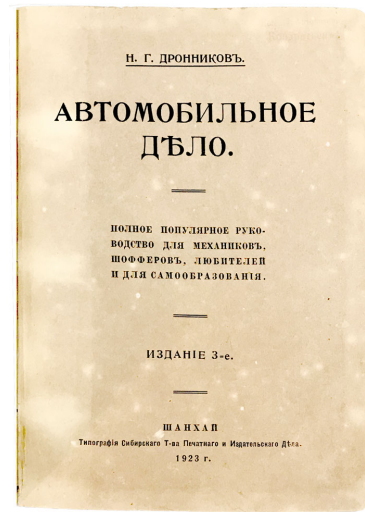 Н. Г. ДРОННИКОВЪ.
АВТОМОБИЛЬНОЕ
ДѢЛО.
ПОЛНОЕ ПОПУЛЯРНОЕ РУКО-
ВОДСТВО ДЛЯ МЕХАНИКОВЪ,
ШОФФЕРОВЪ, ЛЮБИТЕЛЕЙ
И ДЛЯ САМООБРАЗОВАНІЯ.
ИЗДАНІЕ 3-е.
ШАНХАЙ
Типографія Сибирскаго Т-ва Печатнаго и Издательскаго Дѣла.
1923 г.